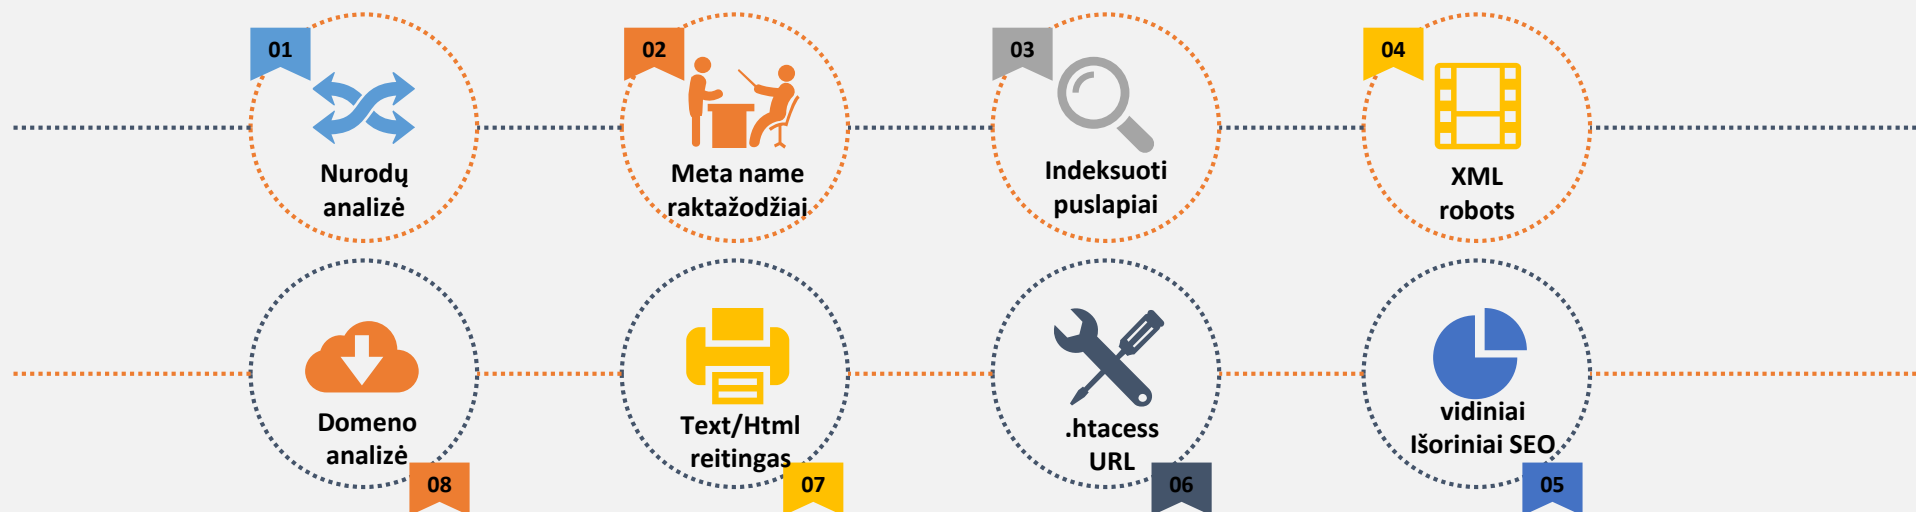 01
Nurodų
analizė
02
Meta name
raktažodžiai
03
Indeksuoti
puslapiai
04
XML
robots
Domeno
analizė
08
Text/Html
reitingas
07
.htacess
URL
06
vidiniai
Išoriniai SEO
05